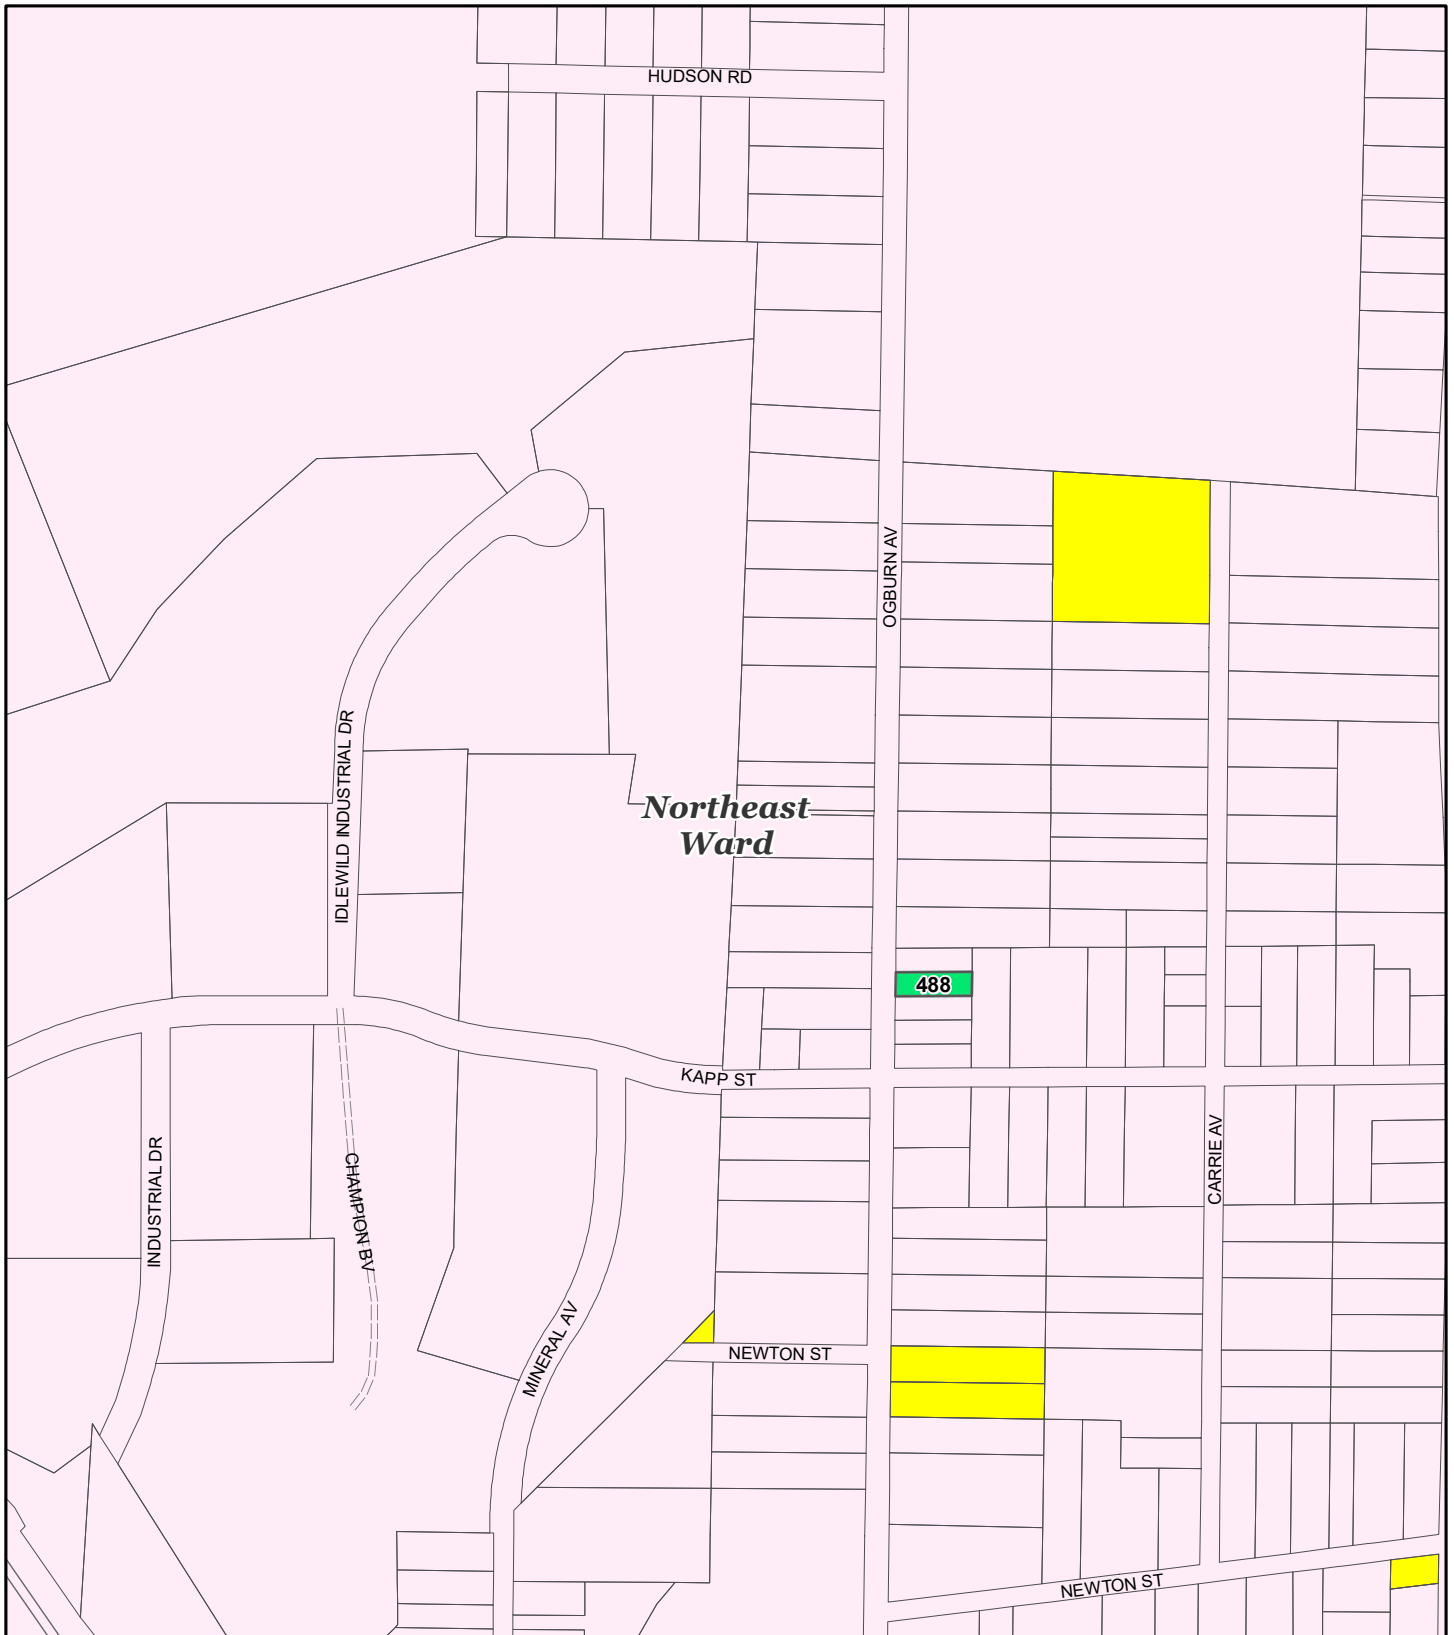 HUDSON RD
OGBURN AV
IDLEWILD INDUSTRIAL DR
Northeast
Ward
488
KAPP ST
CARRIE AV
INDUSTRIAL DR
CHAMPION BV
MINERAL AV
NEWTON ST
NEWTON ST